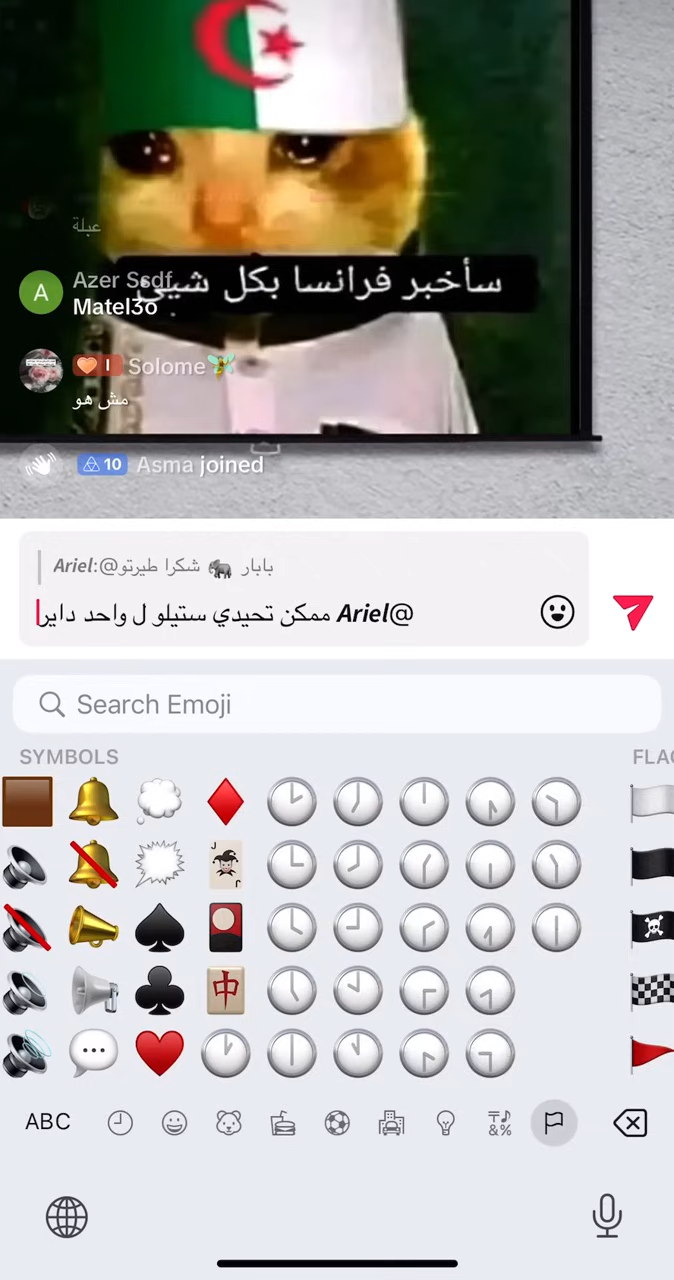 عبلة
سأخبر فرانسا بكل شيئ
Azer Ssdf
A
Matel3o
I Solome
مش هو
10 Asma joined
Ariel:@بابار 🐘 شكرا طيرتو
@Ariel ممكن تحيدي ستيلو ل واحد داير
Search Emoji
SYMBOLS
FLAG
J
J
中
ABC
&%